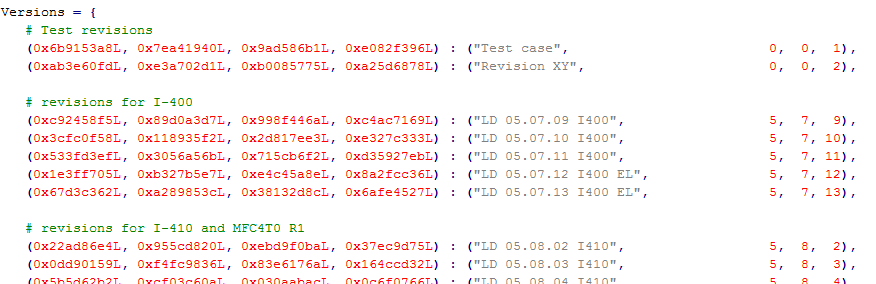 Versions = {
# Test revisions
(0x6b9153a8L, 0x7ea41940L, 0x9ad586b1L, 0xe082f396L) : ("Test case", 0, 0, 1),
(0xab3e60fdL, 0xe3a702d1L, 0xb0085775L, 0xa25d6878L) : ("Revision XY", 0, 0, 2),
# revisions for I-400
(0xc92458f5L, 0x89d0a3d7L, 0x998f446aL, 0xc4ac7169L) : ("LD 05.07.09 I400", 5, 7, 9),
(0x3cfc0f58L, 0x118935f2L, 0x2d817ee3L, 0xe327c333L) : ("LD 05.07.10 I400", 5, 7, 10),
(0x533fd3efL, 0x3056a56bL, 0x715cb6f2L, 0xd35927ebL) : ("LD 05.07.11 I400", 5, 7, 11),
(0x1e3ff705L, 0xb327b5e7L, 0xe4c45a8eL, 0x8a2fcc36L) : ("LD 05.07.12 I400 EL", 5, 7, 12),
(0x67d3c362L, 0xa289853cL, 0x38132d8cL, 0x6afe4527L) : ("LD 05.07.13 I400 EL", 5, 7, 13),
# revisions for I-410 and MFC4T0 R1
(0x22ad86e4L, 0x955cd820L, 0xebd9f0baL, 0x37ec9d75L) : ("LD 05.08.02 I410", 5, 8, 2),
(0x0dd90159L, 0xf4fc9836L, 0x83e6176aL, 0x164ccd32L) : ("LD 05.08.03 I410", 5, 8, 3),
(0x5b5d62b2L, 0xcf03c60aL, 0x030aabacL, 0x0c6f0766L) : ("LD 05.08.04 I410", 5, 8, 4),